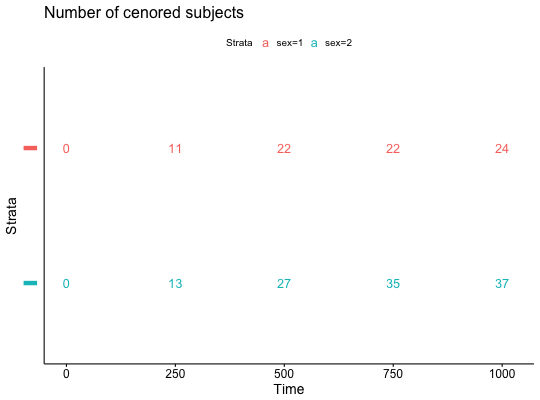 Number of cenored subjects
Strata a sex=1 a sex=2
0 11 22 22 24
Strata
0 13 27 35 37
0 250 500 750 1000
Time